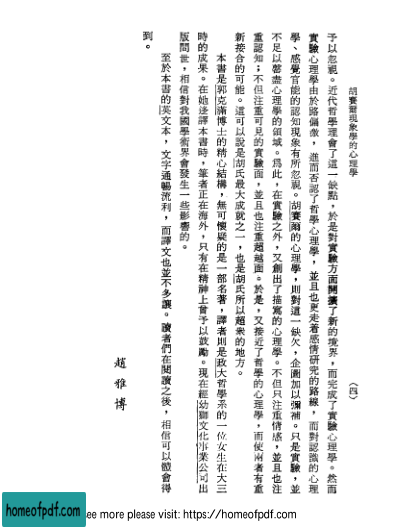 胡賽爾現象學的心理學
(四)
予以忽視。近代哲學理會了這一缺點，於是對實驗方面開擴了新的境界，而完成了實驗心理學。然而
實驗心理學由於路偏激，進而否認了哲學心理學，並且也更走着感情研究的路線，而對認識的心理
學、感覺官能的認知現象有所忽視。胡賽爾的心理學，則對這一缺欠，企圖加以彌補。只是實驗，並
不足以罄盡心理學的領域。爲此，在實驗之外，又創出了描寫的心理學。不但只注重情感，並且也注
重認知；不但注重可見的實驗面，並且也注重超越面。於是，又接近了哲學的心理學，而使兩者有重
新接合的可能。這可以說是胡氏最大成就之一，也是胡氏所以超衆的地方。
本書是郭克滿博士的精心結構，無可懷疑的是一部名著，譯者則是政大哲學系的一位女生在大三
時的成果。在她迻譯本書時，筆者正在海外，只有在精神上曾予以鼓勵。現在經幼獅文化事業公司出
版問世，相信對我國學術界會發生一些影響的。
至於本書的英文本，文字通暢流利，而譯文也並不多讓。讀者們在閱讀之後，相信可以體會得
到。
趙雅博
homeofpdf.com
ee more please visit: https://homeofpdf.com